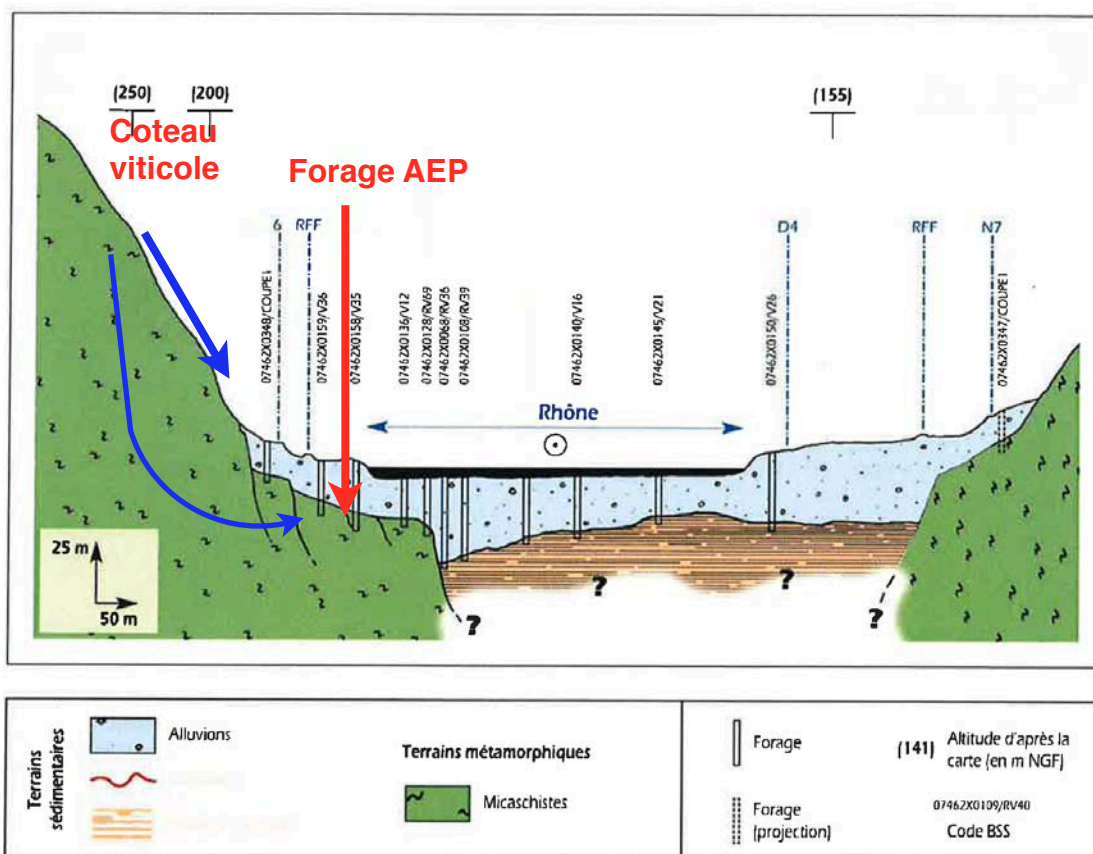 (250)
(200)
(155)
Coteau
viticole
Forage AEP
6
RFF
D4
RFF
N7
07462X0348/COUPE1
07462X0159/V36
07462X0158/V35
07462X0136/V12
07462X0128/RV69
07462X0068/RV36
07462X0108/RV39
07462X0140/V16
07462X0145/V21
07462X0150/V26
07462X0347/COUPE1
Rhône
25 m
50 m
?
?
?
?
?
Terrains
sédimentaires
Alluvions
Terrains métamorphiques
Micaschistes
Forage
Forage
(projection)
(141)
Altitude d'après la
carte (en m NGF)
07462X0109/RV40
Code BSS